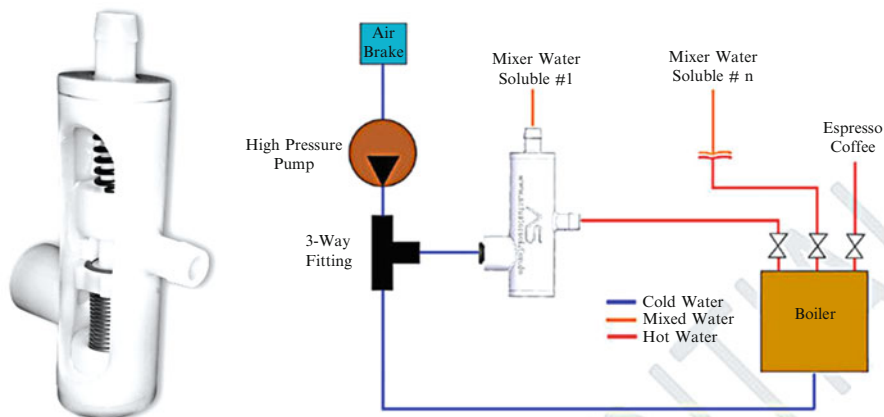 Air
Brake
High Pressure
Pump
3-Way
Fitting
Mixer Water
Soluble #1
Mixer Water
Soluble # n
Espresso
Coffee
AS
Boiler
Cold Water
Mixed Water
Hot Water